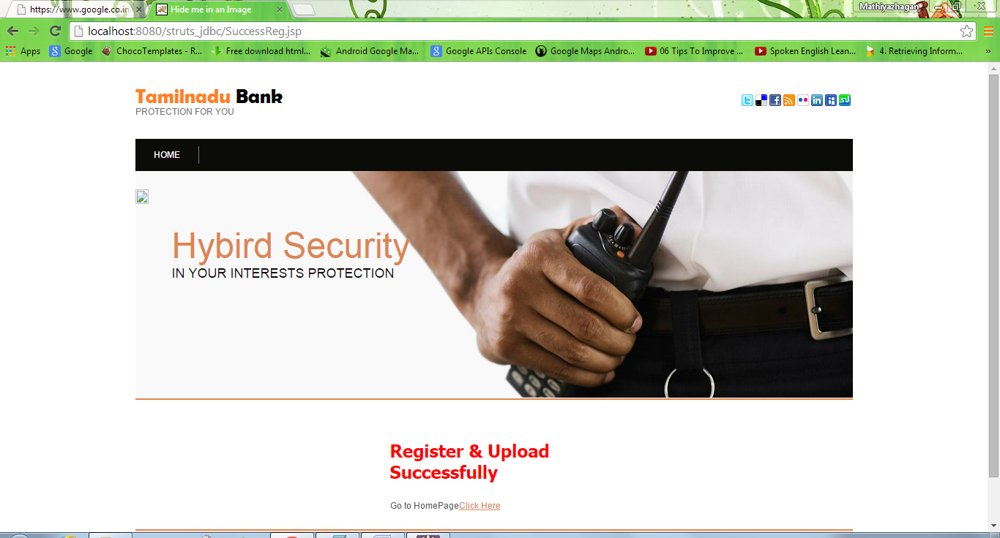 https://www.google.co.in
Hide me in an Image
Mathiyazhagan
localhost:8080/struts_jdbc/SuccessReg.jsp
Apps
Google
ChocoTemplates - R...
Free download html...
Android Google Ma...
Google APIs Console
Google Maps Andro...
06 Tips To Improve ...
Spoken English Lean...
4. Retrieving Inform...
»
Tamilnadu Bank
PROTECTION FOR YOU
HOME
Hybird Security
IN YOUR INTERESTS PROTECTION
Register & Upload
Successfully
Go to HomePageClick Here